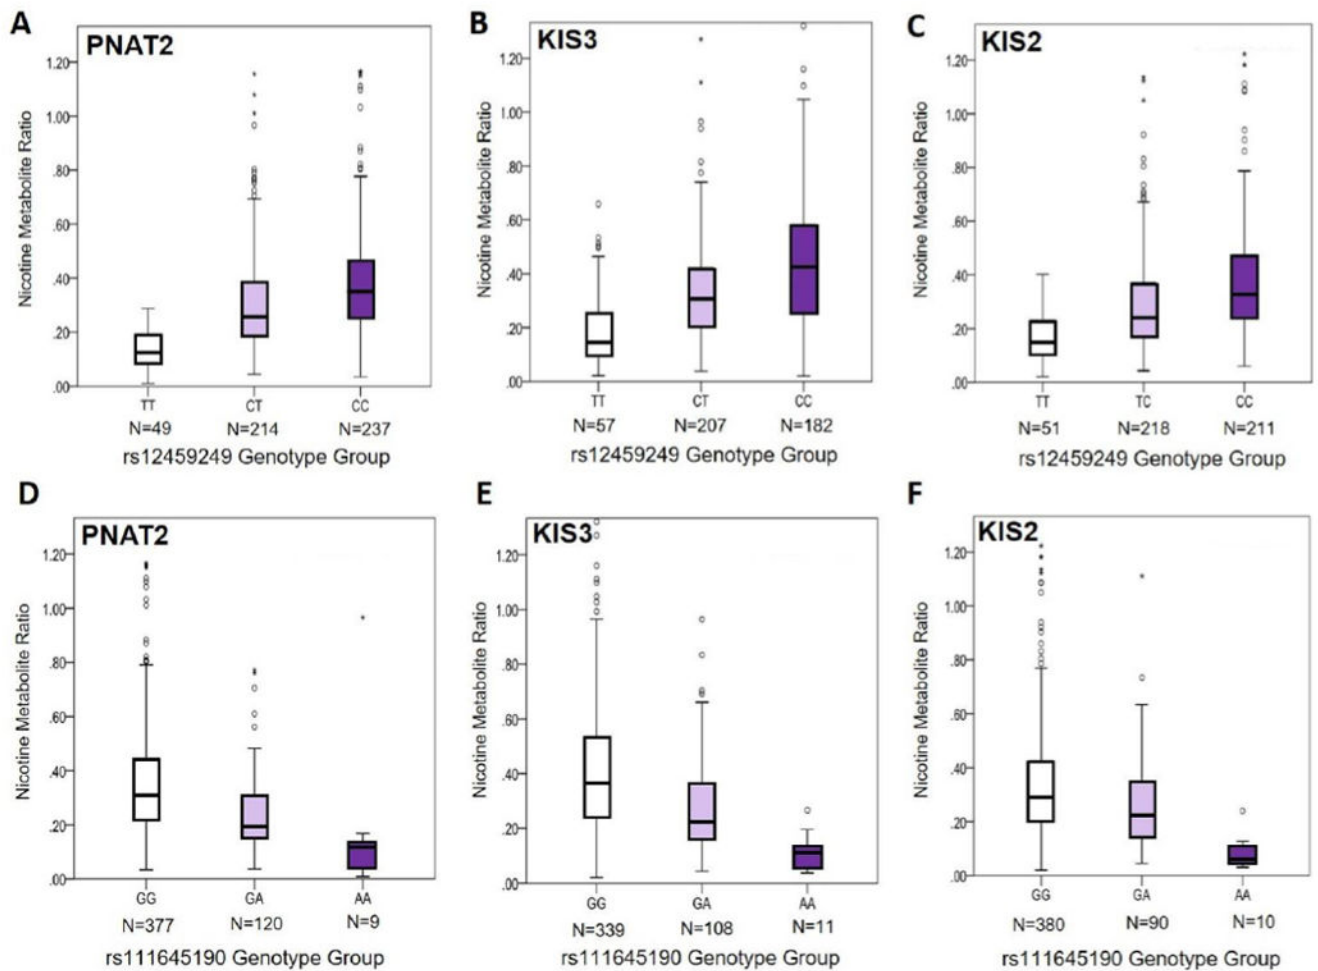 A
PNAT2
Nicotine Metabolite Ratio
1.20
1.00
.80
.60
.40
.20
.00
TT CT CC
N=49 N=214 N=237
rs12459249 Genotype Group
B
KIS3
Nicotine Metabolite Ratio
1.20
1.00
.80
.60
.40
.20
.00
TT CT CC
N=57 N=207 N=182
rs12459249 Genotype Group
C
KIS2
Nicotine Metabolite Ratio
1.20
1.00
.80
.60
.40
.20
.00
TT TC CC
N=51 N=218 N=211
rs12459249 Genotype Group
D
PNAT2
Nicotine Metabolite Ratio
1.20
1.00
.80
.60
.40
.20
.00
GG GA AA
N=377 N=120 N=9
rs111645190 Genotype Group
E
KIS3
Nicotine Metabolite Ratio
1.20
1.00
.80
.60
.40
.20
.00
GG GA AA
N=339 N=108 N=11
rs111645190 Genotype Group
F
KIS2
Nicotine Metabolite Ratio
1.20
1.00
.80
.60
.40
.20
.00
GG GA AA
N=380 N=90 N=10
rs111645190 Genotype Group